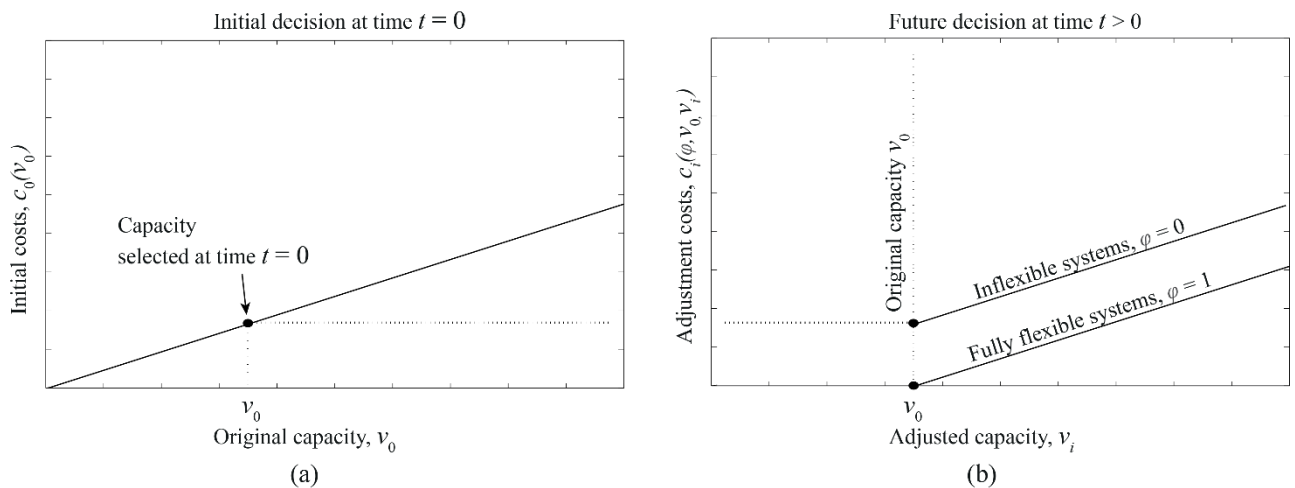 Initial decision at time t = 0
Initial costs, c₀(v₀)
Capacity
selected at time t = 0
v₀
Original capacity, v₀
(a)
Future decision at time t > 0
Adjustment costs, cᵢ(φ,v₀,vᵢ)
Original capacity v₀
Inflexible systems, φ = 0
Fully flexible systems, φ = 1
v₀
Adjusted capacity, vᵢ
(b)